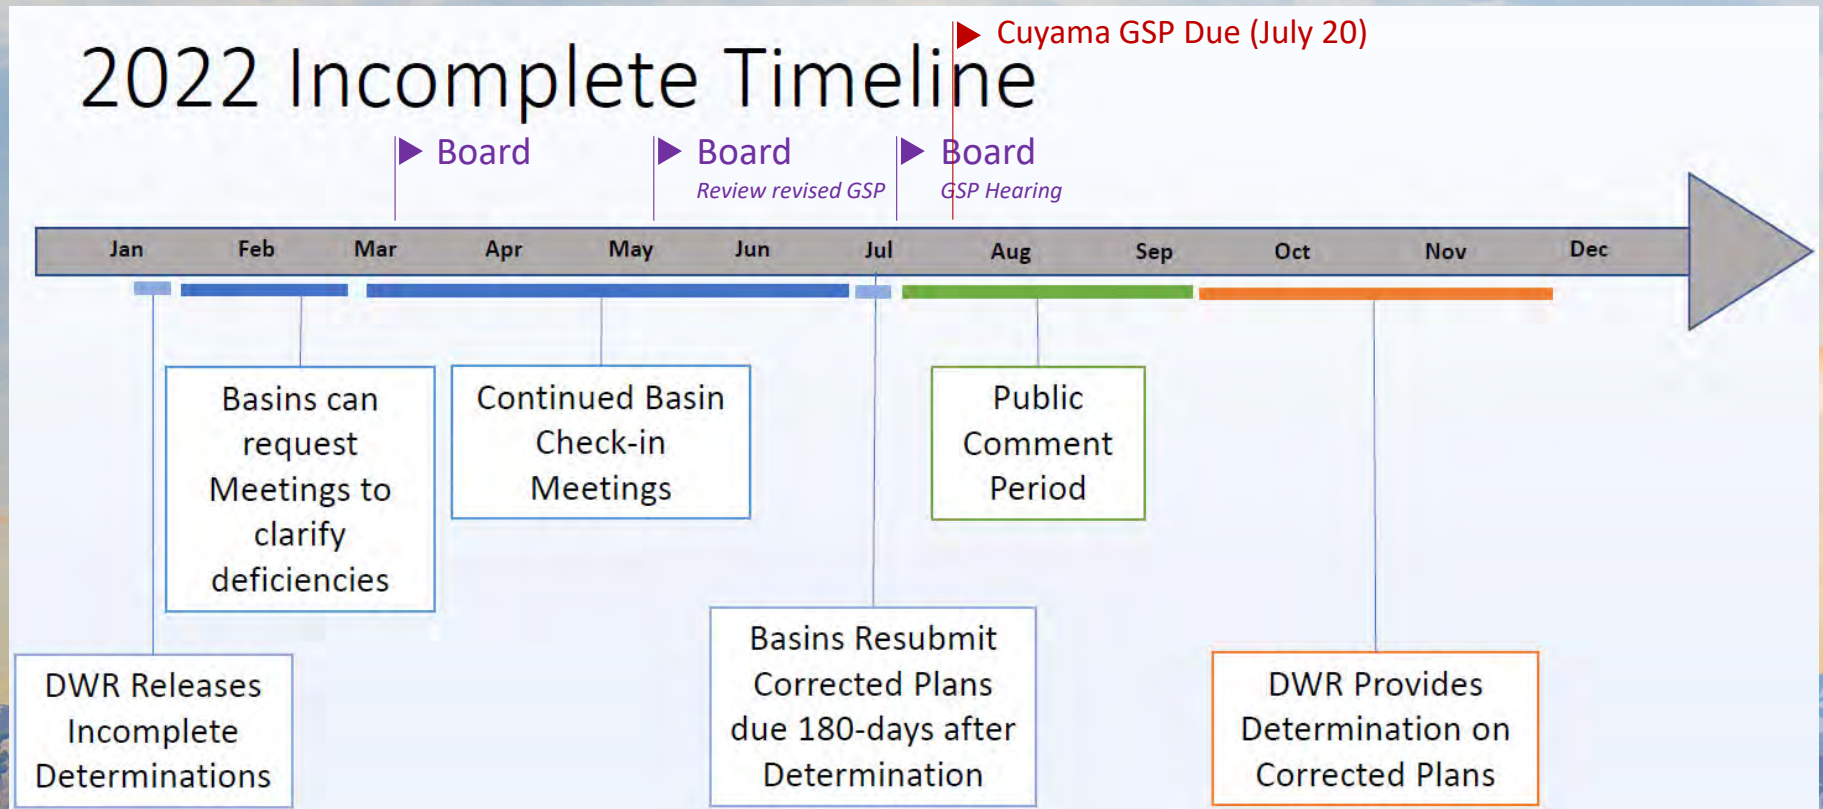 Cuyama GSP Due (July 20)
2022 Incomplete Timeline
Board
Board
Review revised GSP
Board
GSP Hearing
Jan Feb Mar Apr May Jun Jul Aug Sep Oct Nov Dec
Basins can
request
Meetings to
clarify
deficiencies
Continued Basin
Check-in
Meetings
Public
Comment
Period
DWR Releases
Incomplete
Determinations
Basins Resubmit
Corrected Plans
due 180-days after
Determination
DWR Provides
Determination on
Corrected Plans